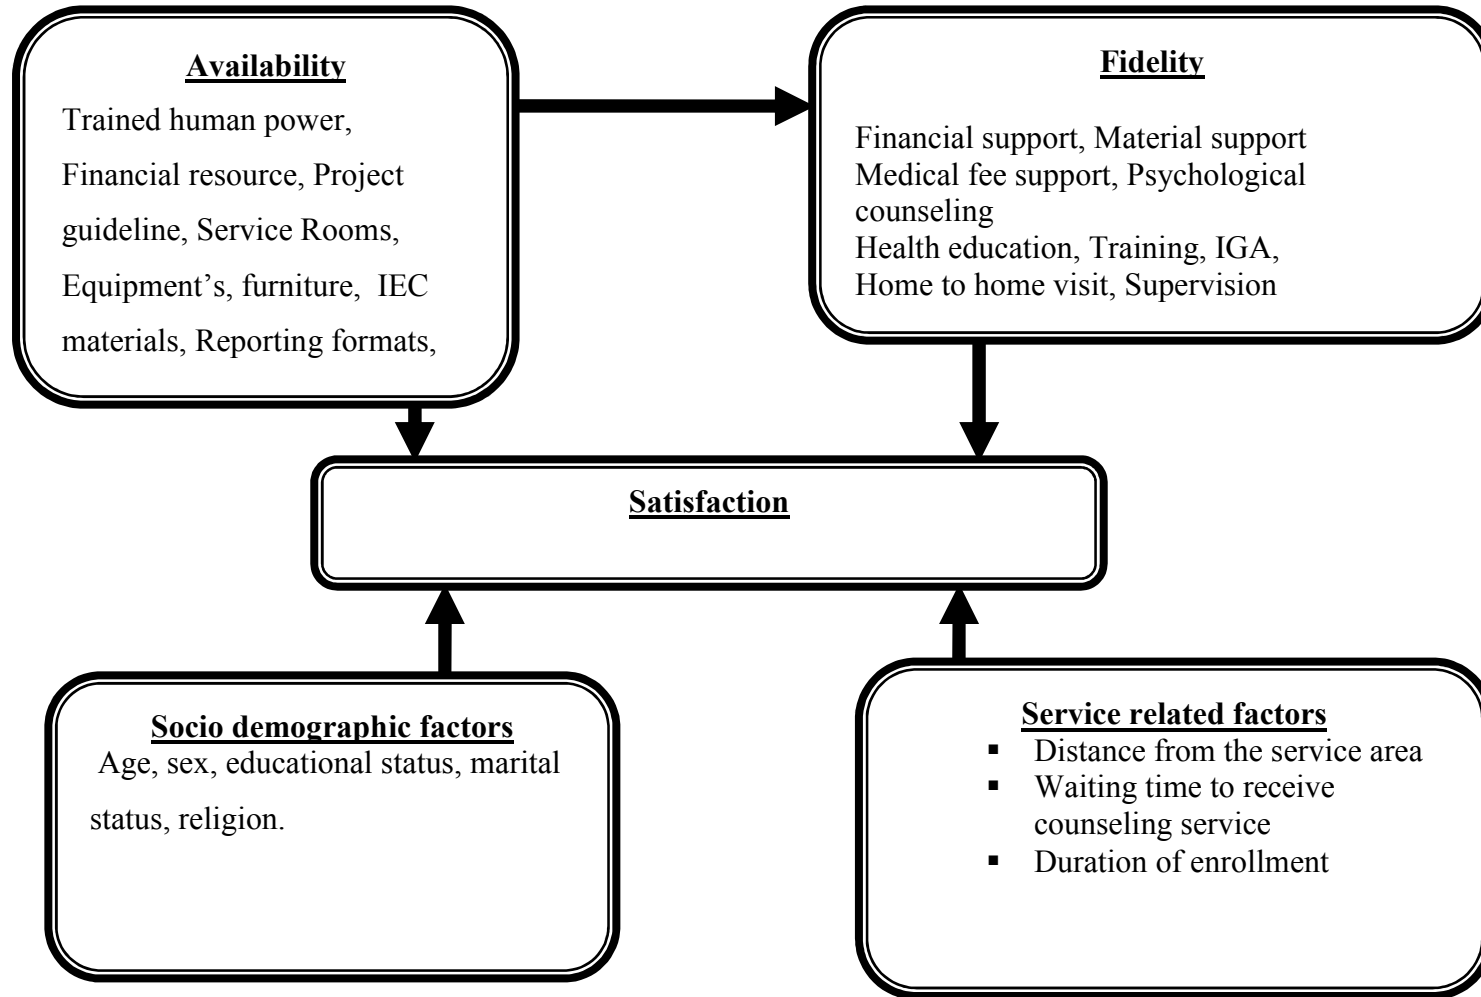 Availability
Trained human power,
Financial resource, Project
guideline, Service Rooms,
Equipment’s, furniture,  IEC
materials, Reporting formats,
Fidelity
Financial support, Material support
Medical fee support, Psychological
counseling
Health education, Training, IGA,
Home to home visit, Supervision
Satisfaction
Socio demographic factors
Age, sex, educational status, marital
status, religion.
Service related factors
▪ Distance from the service area
▪ Waiting time to receive
counseling service
▪ Duration of enrollment